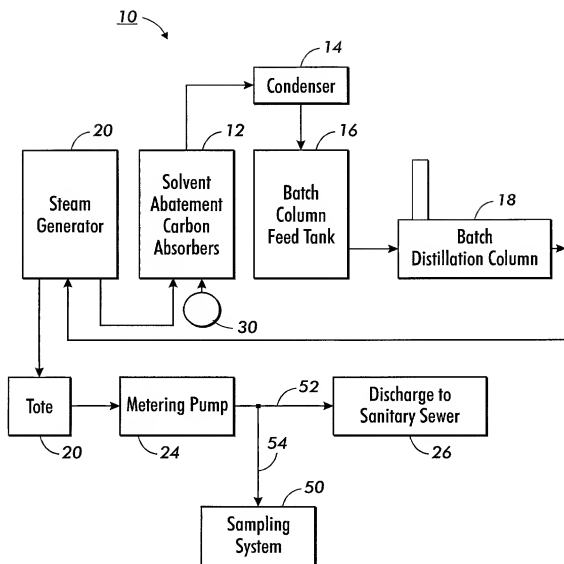 10
14
Condenser
20
12
16
Steam
Generator
Solvent
Abatement
Carbon
Absorbers
Batch
Column
Feed Tank
18
Batch
Distillation Column
30
Tote
20
Metering Pump
24
52
Discharge to
Sanitary Sewer
26
54
50
Sampling
System